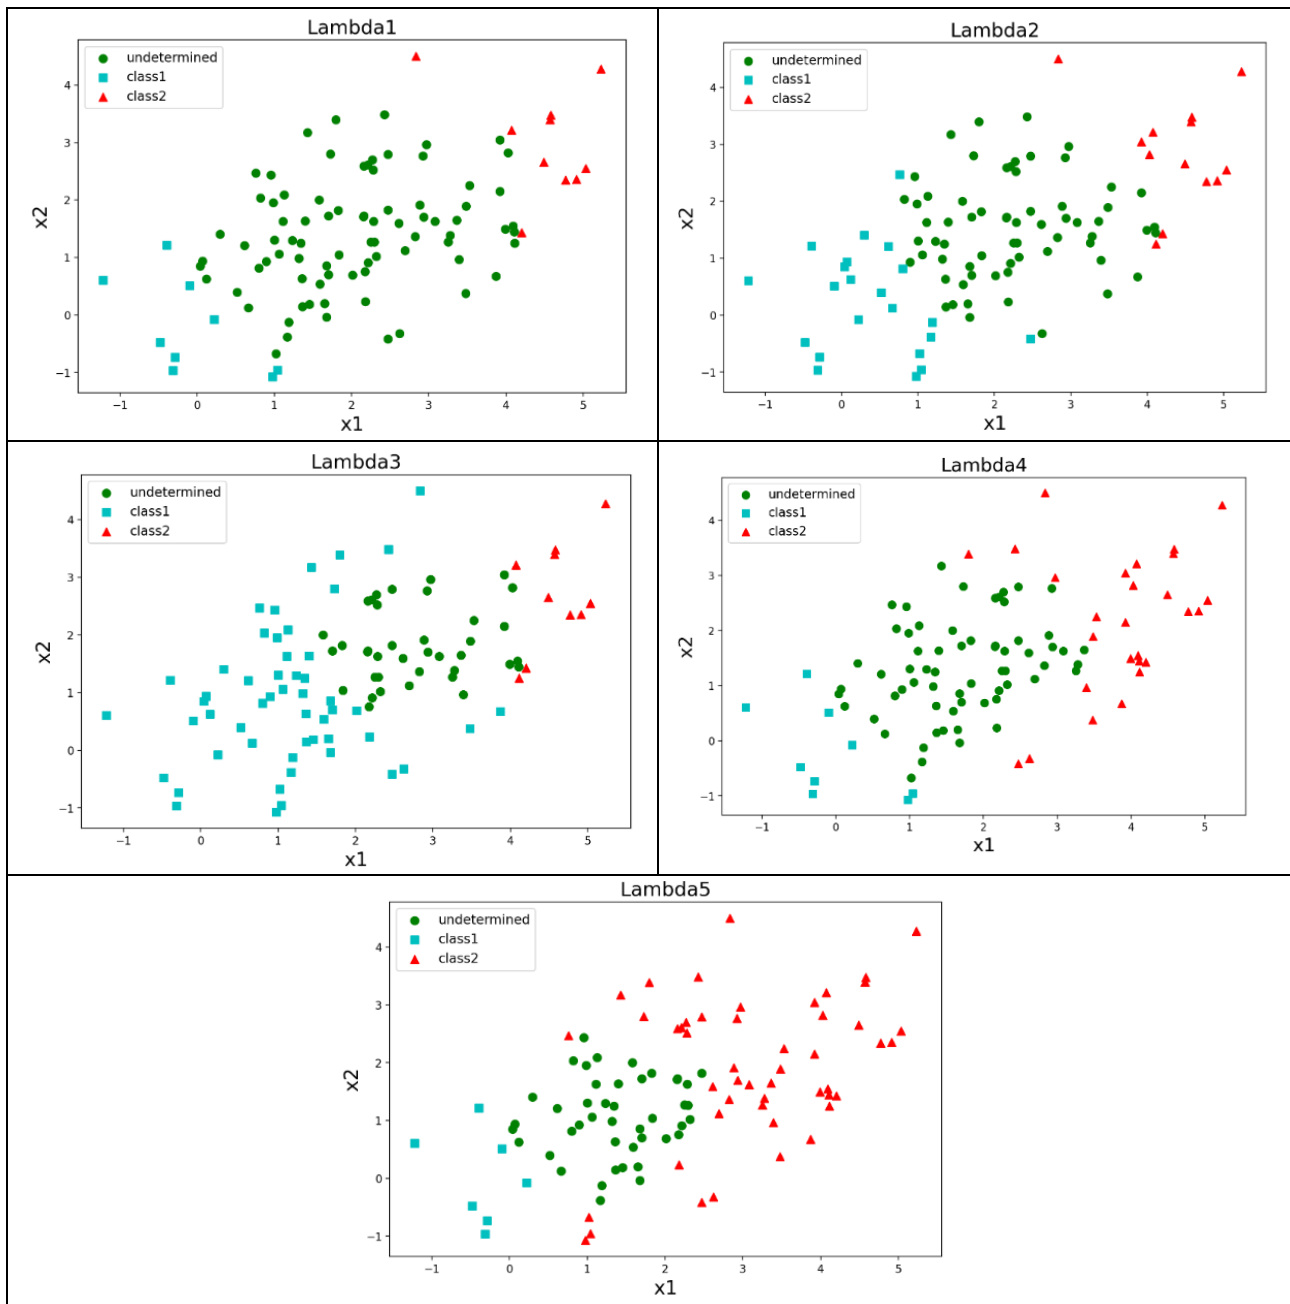 Lambda1
undetermined
class1
class2
4
3
2
1
0
−1
x2
−1 0 1 2 3 4 5
x1
Lambda2
undetermined
class1
class2
4
3
2
1
0
−1
x2
−1 0 1 2 3 4 5
x1
Lambda3
undetermined
class1
class2
4
3
2
1
0
−1
x2
−1 0 1 2 3 4 5
x1
Lambda4
undetermined
class1
class2
4
3
2
1
0
−1
x2
−1 0 1 2 3 4 5
x1
Lambda5
undetermined
class1
class2
4
3
2
1
0
−1
x2
−1 0 1 2 3 4 5
x1